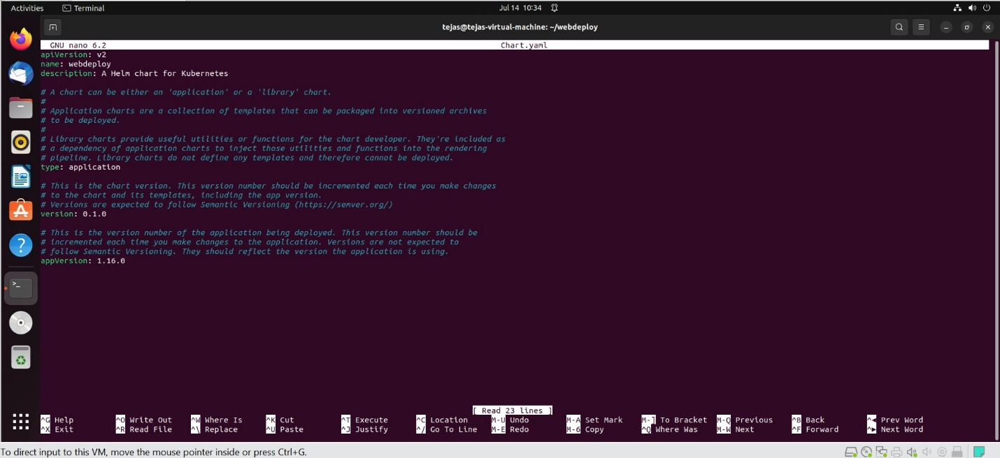 Activities Terminal Jul 14 10:34
tejas@tejas-virtual-machine: ~/webdeploy
GNU nano 6.2 Chart.yaml
apiVersion: v2
name: webdeploy
description: A Helm chart for Kubernetes
# A chart can be either an 'application' or a 'library' chart.
#
# Application charts are a collection of templates that can be packaged into versioned archives
# to be deployed.
#
# Library charts provide useful utilities or functions for the chart developer. They're included as
# a dependency of application charts to inject those utilities and functions into the rendering
# pipeline. Library charts do not define any templates and therefore cannot be deployed.
type: application
# This is the chart version. This version number should be incremented each time you make changes
# to the chart and its templates, including the app version.
# Versions are expected to follow Semantic Versioning (https://semver.org/)
version: 0.1.0
# This is the version number of the application being deployed. This version number should be
# incremented each time you make changes to the application. Versions are not expected to
# follow Semantic Versioning. They should reflect the version the application is using.
appVersion: 1.16.0
[ Read 23 lines ]
^G Help ^O Write Out ^W Where Is ^K Cut ^T Execute ^C Location M-U Undo M-A Set Mark M-] To Bracket M-Q Previous ^B Back ^◀ Prev Word
^X Exit ^R Read File ^\ Replace ^U Paste ^J Justify ^/ Go To Line M-E Redo M-6 Copy ^Q Where Was M-W Next ^F Forward ^▶ Next Word
To direct input to this VM, move the mouse pointer inside or press Ctrl+G.